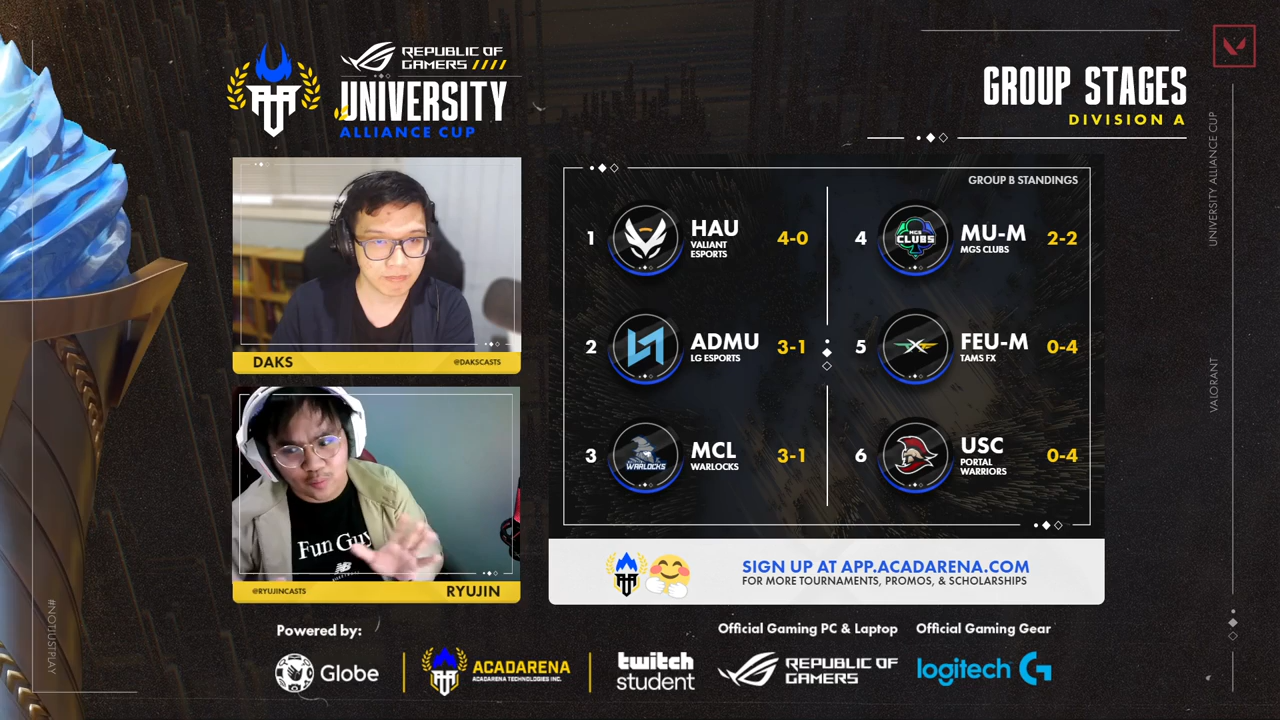 REPUBLIC OF
GAMERS
UNIVERSITY
ALLIANCE CUP
GROUP STAGES
DIVISION A
UNIVERSITY ALLIANCE CUP
VALORANT
GROUP B STANDINGS
1 HAU 4-0
VALIANT
ESPORTS
2 ADMU 3-1
LG ESPORTS
3 MCL 3-1
WARLOCKS
WARLOCKS
4 MU-M 2-2
MGS CLUBS
MGS
CLUBS
5 FEU-M 0-4
TAMS FX
6 USC 0-4
PORTAL
WARRIORS
DAKS @DAKSCASTS
Fun Guy
@RYUJINCASTS RYUJIN
SIGN UP AT APP.ACADARENA.COM
FOR MORE TOURNAMENTS, PROMOS, & SCHOLARSHIPS
#NOTJUSTPLAY
Powered by:
Official Gaming PC & Laptop
Official Gaming Gear
Globe
ACADARENA
ACADARENA TECHNOLOGIES INC.
twitch
student
REPUBLIC OF
GAMERS
logitech G